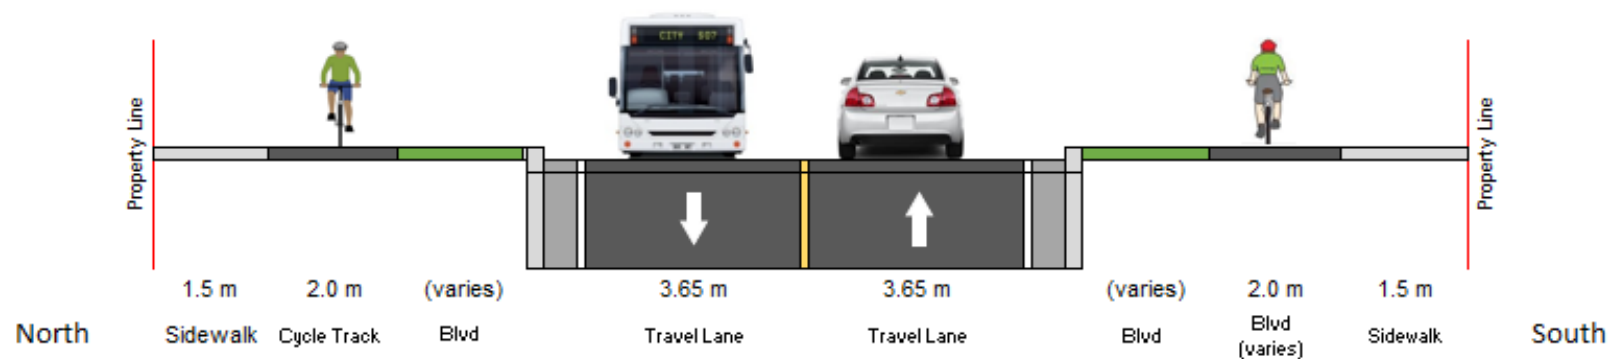 CITY 507
Property Line
Property Line
1.5 m 2.0 m (varies) 3.65 m 3.65 m (varies) 2.0 m 1.5 m
North Sidewalk Cycle Track Blvd Travel Lane Travel Lane Blvd Blvd (varies) Sidewalk South